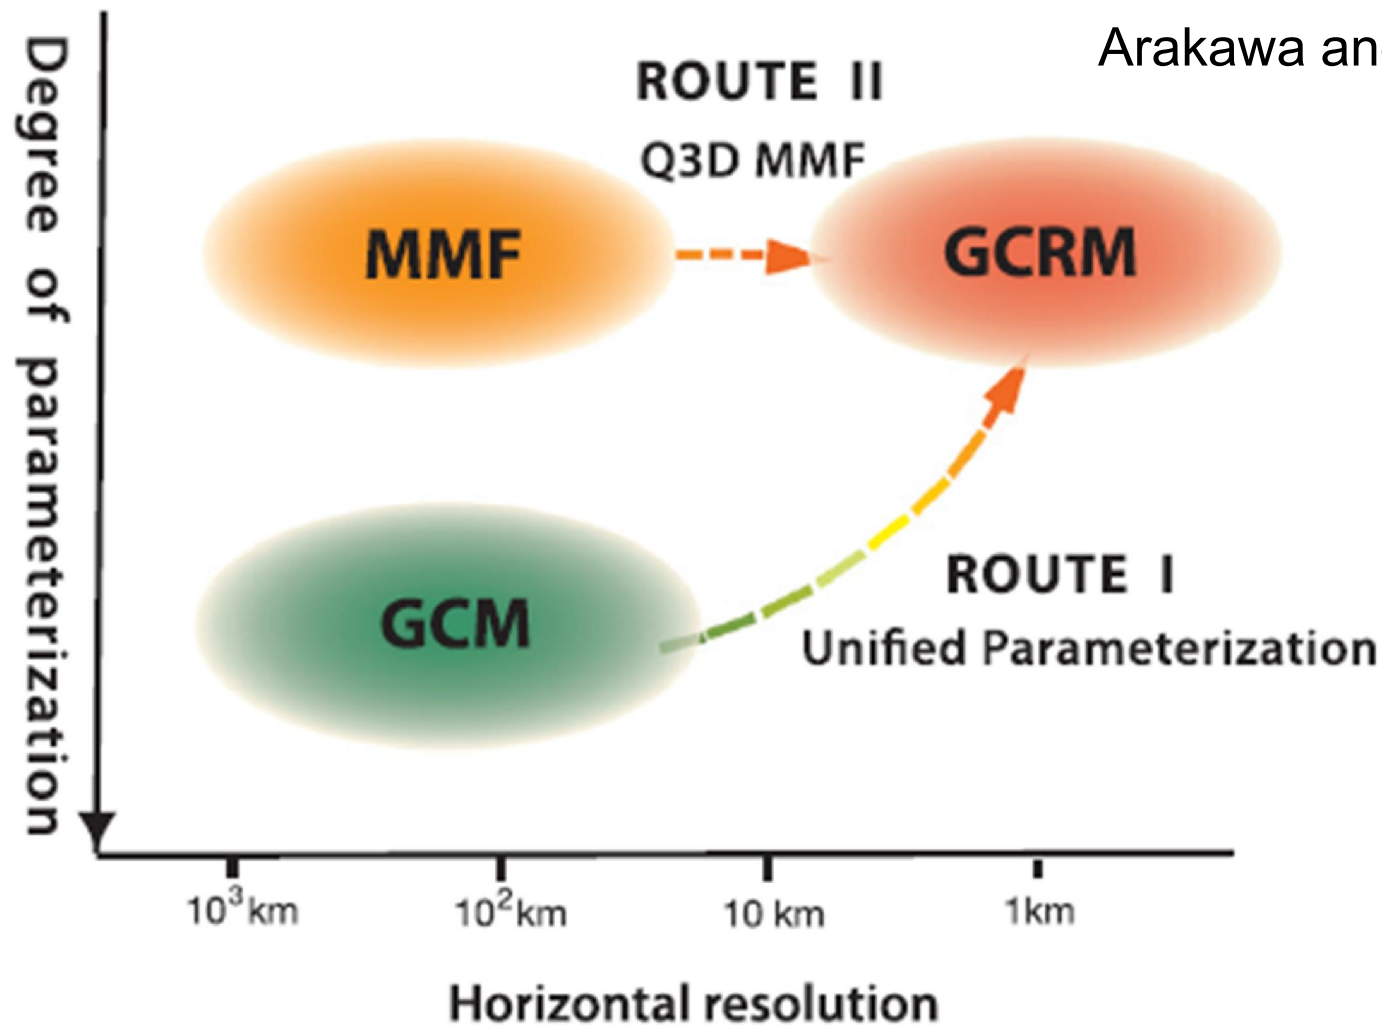 Arakawa an
ROUTE II
Q3D MMF
MMF
GCRM
GCM
ROUTE I
Unified Parameterization
Degree of parameterization
10³km
10²km
10 km
1km
Horizontal resolution